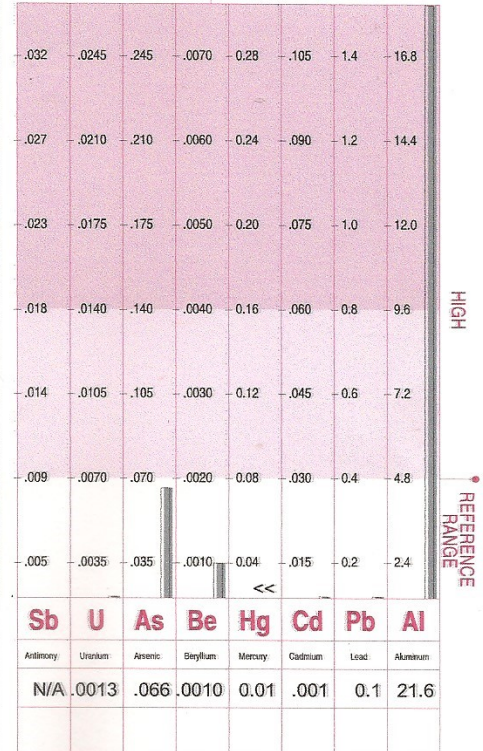 .032 .0245 .245 .0070 0.28 .105 1.4 16.8
.027 .0210 .210 .0060 0.24 .090 1.2 14.4
.023 .0175 .175 .0050 0.20 .075 1.0 12.0
.018 .0140 .140 .0040 0.16 .060 0.8 9.6
HIGH
.014 .0105 .105 .0030 0.12 .045 0.6 7.2
.009 .0070 .070 .0020 0.08 .030 0.4 4.8
REFERENCE
RANGE
.005 .0035 .035 .0010 0.04 .015 0.2 2.4
<<
Sb U As Be Hg Cd Pb Al
Antimony Uranium Arsenic Beryllium Mercury Cadmium Lead Aluminum
N/A .0013 .066 .0010 0.01 .001 0.1 21.6